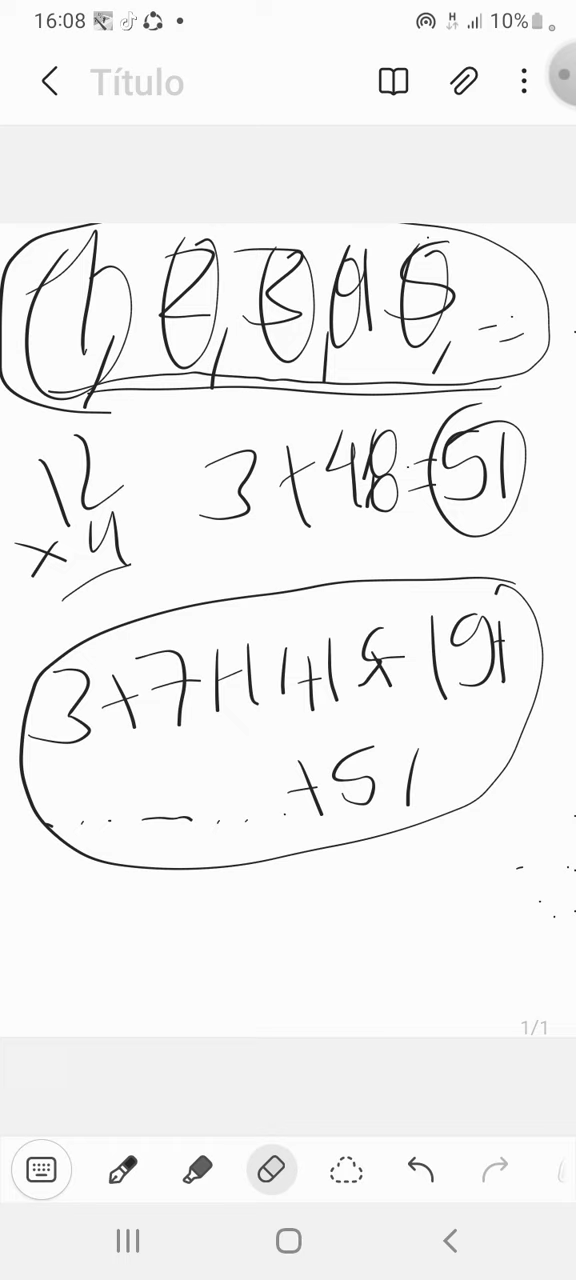 16:08 H 10%
Título
1, 2, 3, 9, 5, =
12 3+48=51
×4
3+7+11+15+19+
. . . — . . . . +51
1/1